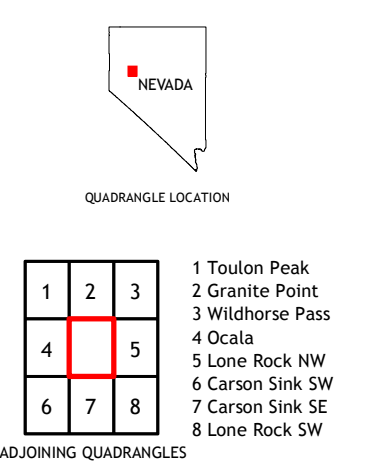 NEVADA
QUADRANGLE LOCATION
1 2 3
4 5
6 7 8
1 Toulon Peak
2 Granite Point
3 Wildhorse Pass
4 Ocala
5 Lone Rock NW
6 Carson Sink SW
7 Carson Sink SE
8 Lone Rock SW
ADJOINING QUADRANGLES